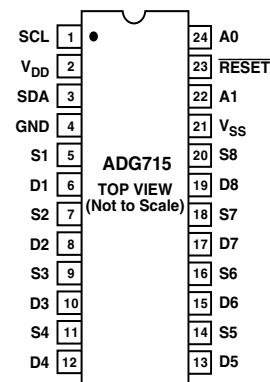 SCL 1 24 A0
VDD 2 23 RESET
SDA 3 22 A1
GND 4 21 VSS
S1 5 20 S8
ADG715
D1 6 19 D8
TOP VIEW
S2 7 18 S7
(Not to Scale)
D2 8 17 D7
S3 9 16 S6
D3 10 15 D6
S4 11 14 S5
D4 12 13 D5